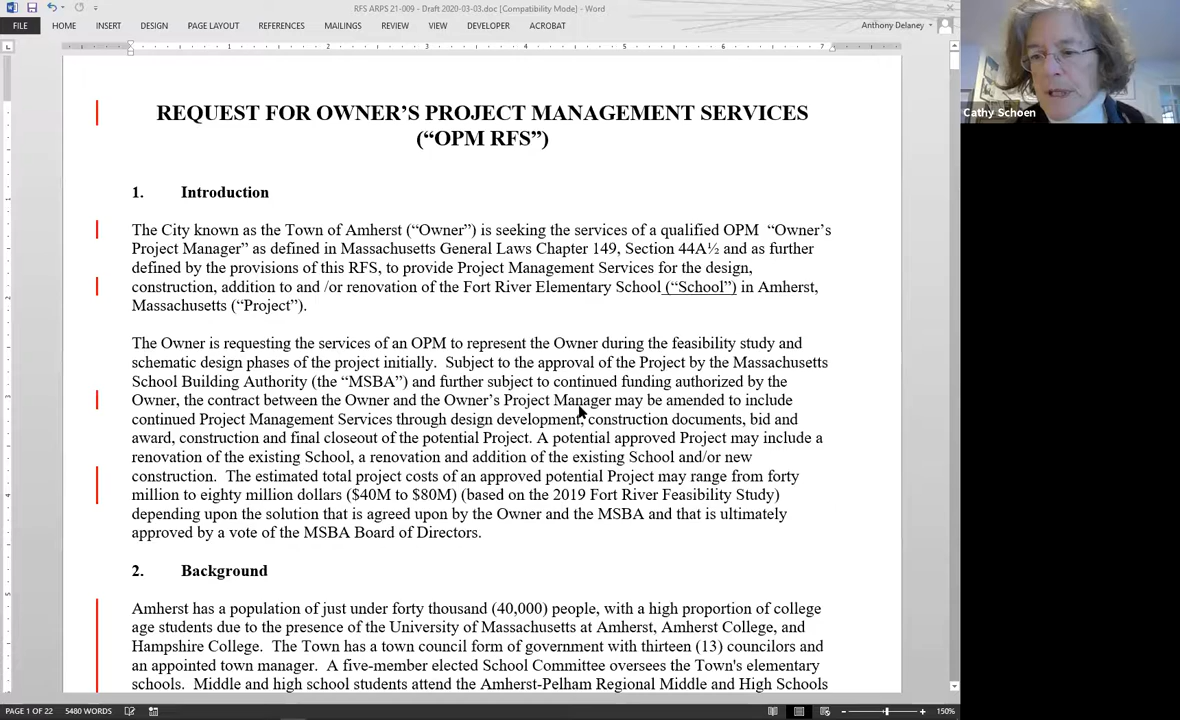 RFS ARPS 21-009 - Draft 2020-03-03.doc [Compatibility Mode] - Word
FILE HOME INSERT DESIGN PAGE LAYOUT REFERENCES MAILINGS REVIEW VIEW DEVELOPER ACROBAT Anthony Delaney
Cathy Schoen
REQUEST FOR OWNER’S PROJECT MANAGEMENT SERVICES
(“OPM RFS”)
1. Introduction
The City known as the Town of Amherst (“Owner”) is seeking the services of a qualified OPM “Owner’s
Project Manager” as defined in Massachusetts General Laws Chapter 149, Section 44A½ and as further
defined by the provisions of this RFS, to provide Project Management Services for the design,
construction, addition to and /or renovation of the Fort River Elementary School (“School”) in Amherst,
Massachusetts (“Project”).
The Owner is requesting the services of an OPM to represent the Owner during the feasibility study and
schematic design phases of the project initially. Subject to the approval of the Project by the Massachusetts
School Building Authority (the “MSBA”) and further subject to continued funding authorized by the
Owner, the contract between the Owner and the Owner’s Project Manager may be amended to include
continued Project Management Services through design development, construction documents, bid and
award, construction and final closeout of the potential Project. A potential approved Project may include a
renovation of the existing School, a renovation and addition of the existing School and/or new
construction. The estimated total project costs of an approved potential Project may range from forty
million to eighty million dollars ($40M to $80M) (based on the 2019 Fort River Feasibility Study)
depending upon the solution that is agreed upon by the Owner and the MSBA and that is ultimately
approved by a vote of the MSBA Board of Directors.
2. Background
Amherst has a population of just under forty thousand (40,000) people, with a high proportion of college
age students due to the presence of the University of Massachusetts at Amherst, Amherst College, and
Hampshire College. The Town has a town council form of government with thirteen (13) councilors and
an appointed town manager. A five-member elected School Committee oversees the Town's elementary
schools. Middle and high school students attend the Amherst-Pelham Regional Middle and High Schools
PAGE 1 OF 22 5480 WORDS 150%